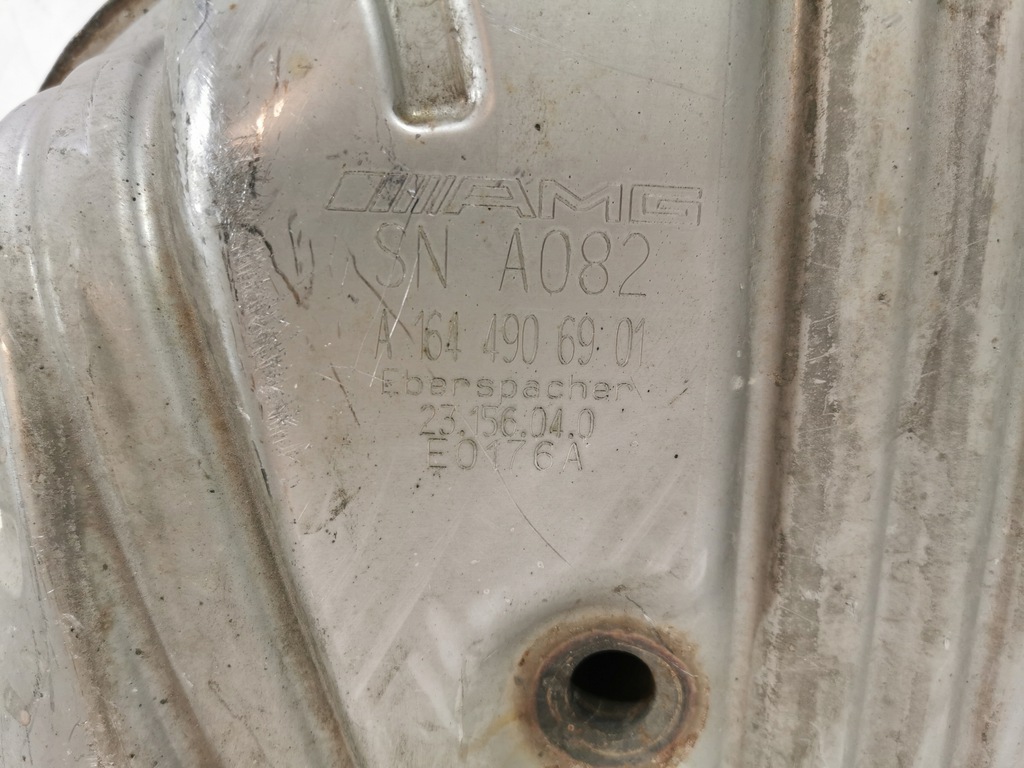 AMG
SN A082
A 164 490 69 01
Eberspacher
23.156.04.0
E0176A